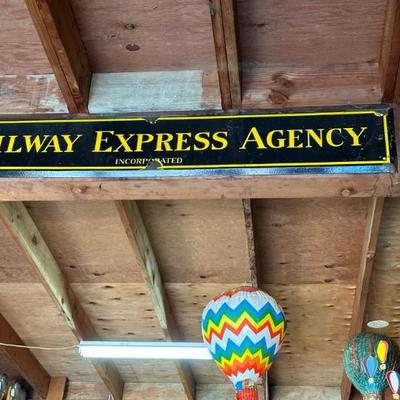 ILWAY EXPRESS AGENCY
INCORPORATED